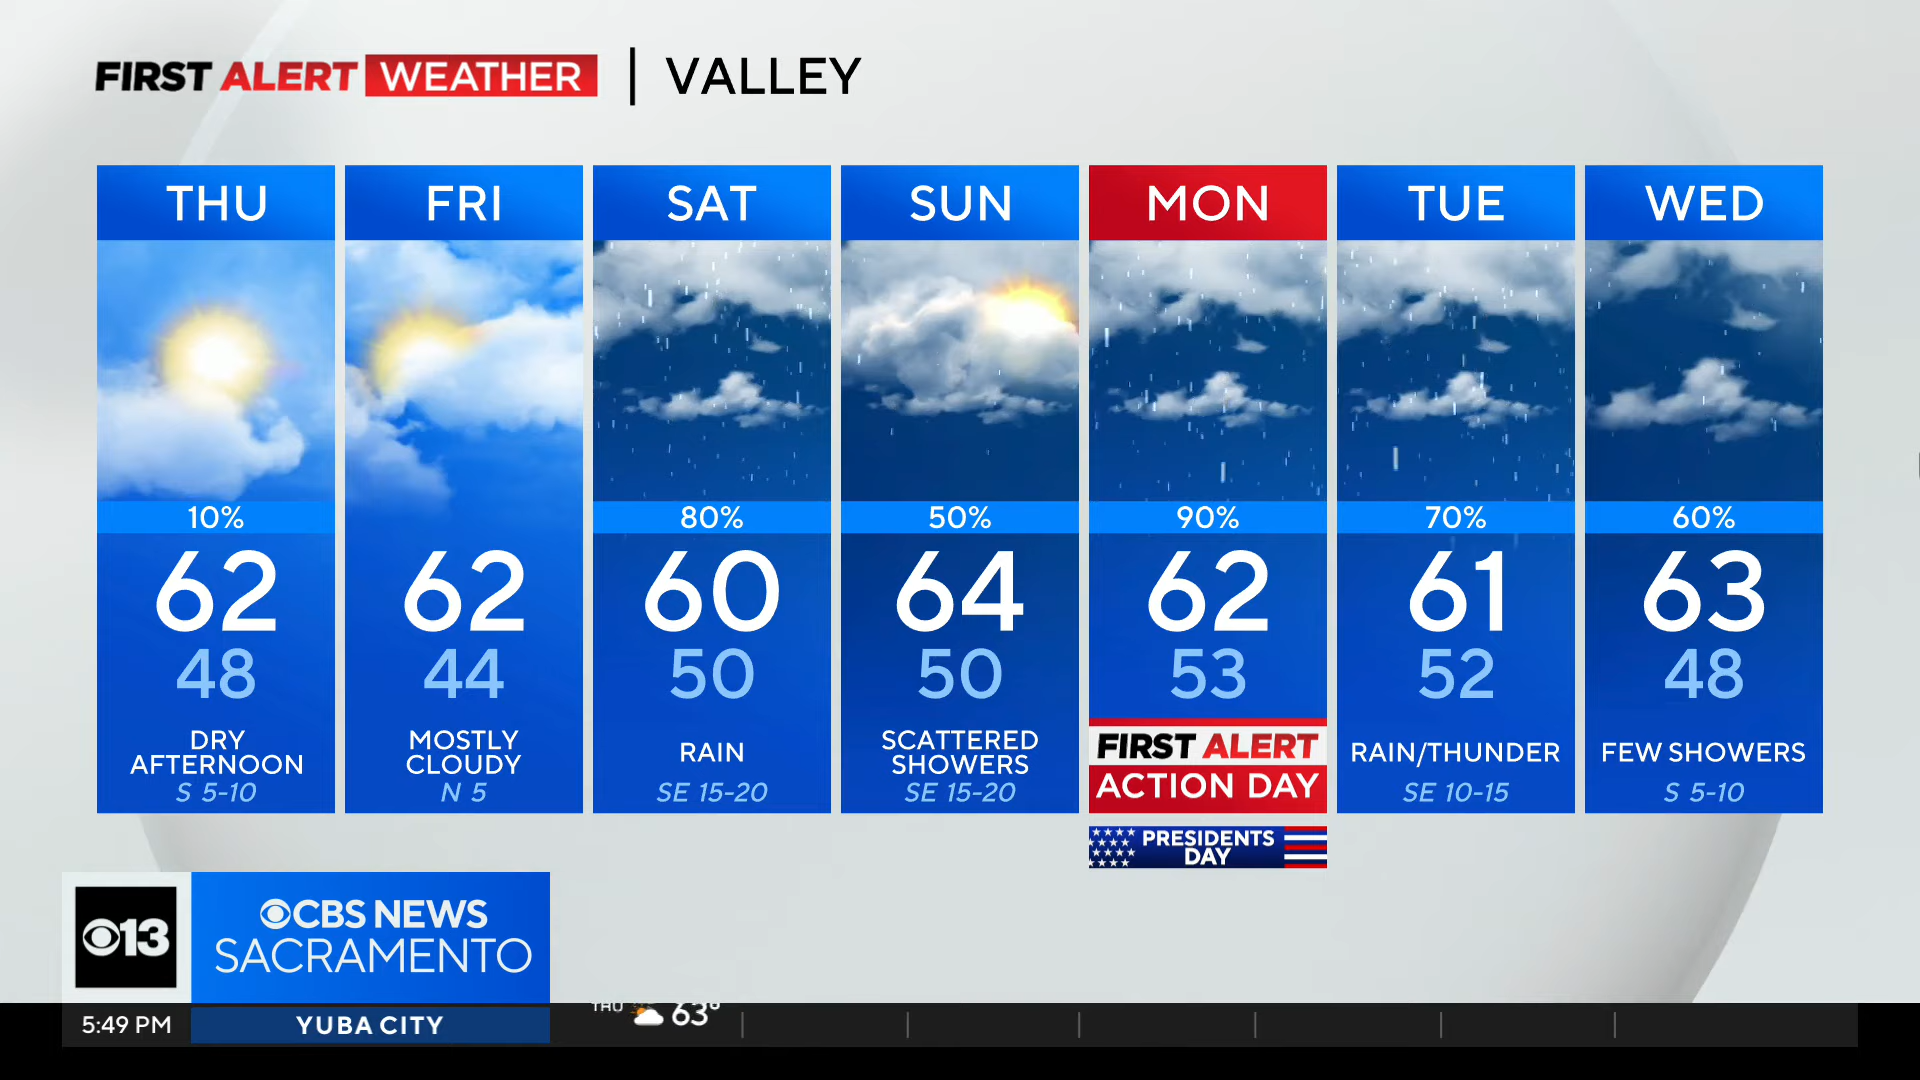 FIRST ALERT WEATHER | VALLEY
THU
10%
62
48
DRY
AFTERNOON
S 5-10
FRI
62
44
MOSTLY
CLOUDY
N 5
SAT
80%
60
50
RAIN
SE 15-20
SUN
50%
64
50
SCATTERED
SHOWERS
SE 15-20
MON
90%
62
53
FIRST ALERT
ACTION DAY
PRESIDENTS
DAY
TUE
70%
61
52
RAIN/THUNDER
SE 10-15
WED
60%
63
48
FEW SHOWERS
S 5-10
13
CBS NEWS
SACRAMENTO
5:49 PM
YUBA CITY
THU 63°